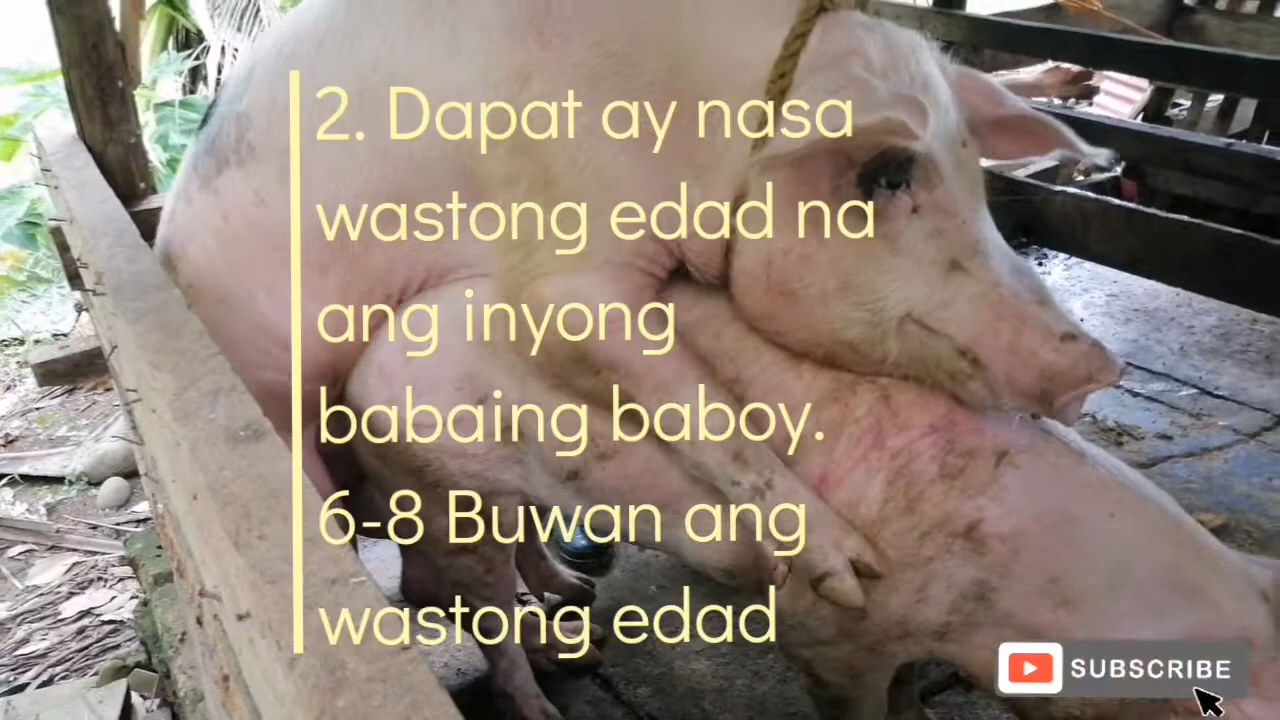 2. Dapat ay nasa
wastong edad na
ang inyong
babaing baboy.
6-8 Buwan ang
wastong edad
SUBSCRIBE